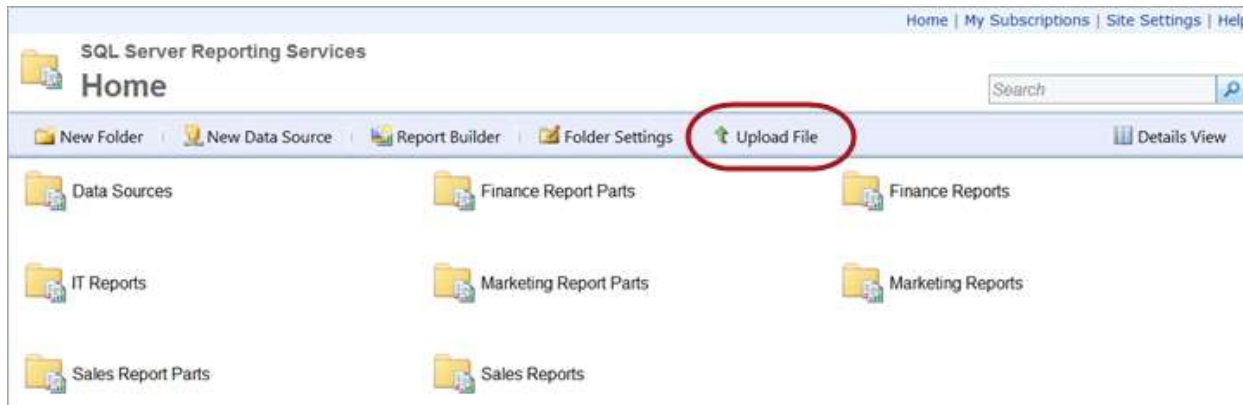 Home | My Subscriptions | Site Settings | Help
SQL Server Reporting Services
Home
Search
New Folder | New Data Source | Report Builder | Folder Settings Upload File Details View
Data Sources Finance Report Parts Finance Reports
IT Reports Marketing Report Parts Marketing Reports
Sales Report Parts Sales Reports